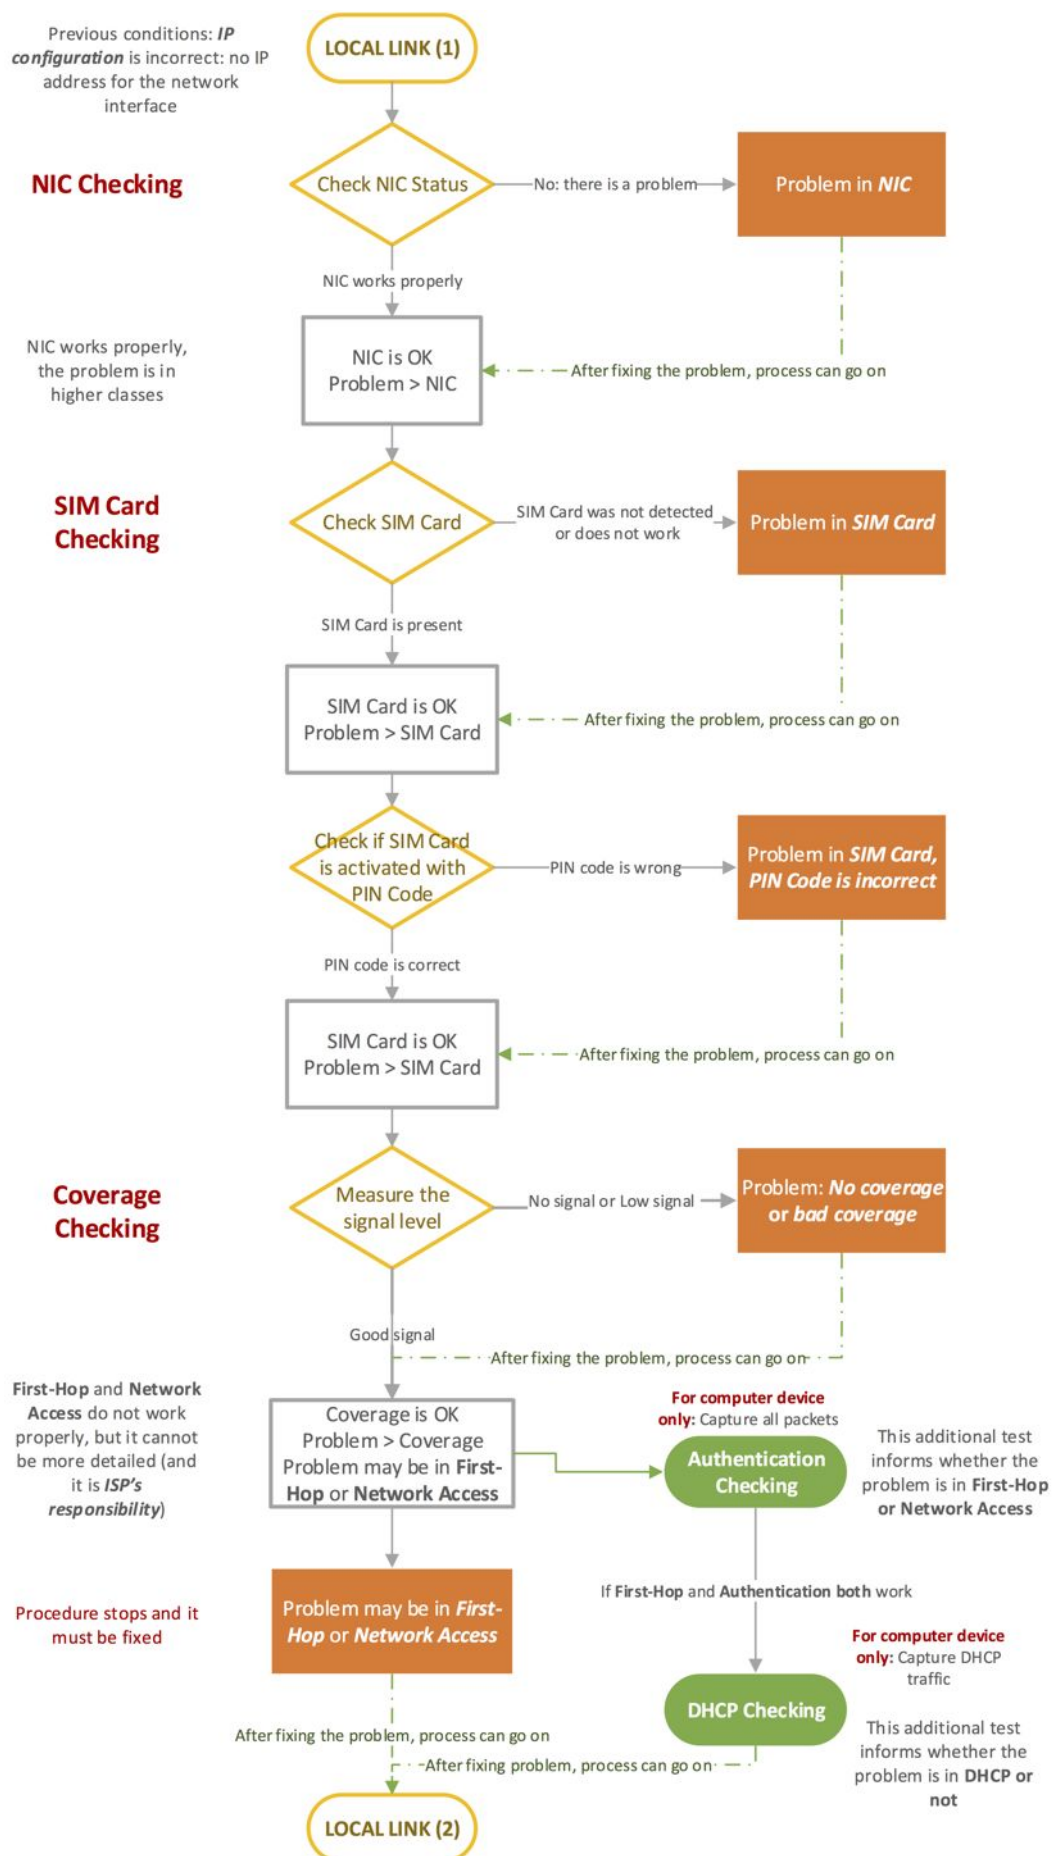 Previous conditions: IP
configuration is incorrect: no IP
address for the network
interface
LOCAL LINK (1)
NIC Checking
Check NIC Status
No: there is a problem
Problem in NIC
NIC works properly
NIC works properly,
the problem is in
higher classes
NIC is OK
Problem > NIC
After fixing the problem, process can go on
SIM Card
Checking
Check SIM Card
SIM Card was not detected
or does not work
Problem in SIM Card
SIM Card is present
SIM Card is OK
Problem > SIM Card
After fixing the problem, process can go on
Check if SIM Card
is activated with
PIN Code
PIN code is wrong
Problem in SIM Card,
PIN Code is incorrect
PIN code is correct
SIM Card is OK
Problem > SIM Card
After fixing the problem, process can go on
Coverage
Checking
Measure the
signal level
No signal or Low signal
Problem: No coverage
or bad coverage
Good signal
After fixing the problem, process can go on
First-Hop and Network
Access do not work
properly, but it cannot
be more detailed (and
it is ISP's
responsibility)
Coverage is OK
Problem > Coverage
Problem may be in First-
Hop or Network Access
For computer device
only: Capture all packets
Authentication
Checking
This additional test
informs whether the
problem is in First-Hop
or Network Access
If First-Hop and Authentication both work
Procedure stops and it
must be fixed
Problem may be in First-
Hop or Network Access
For computer device
only: Capture DHCP
traffic
DHCP Checking
This additional test
informs whether the
problem is in DHCP or
not
After fixing the problem, process can go on
After fixing problem, process can go on
LOCAL LINK (2)